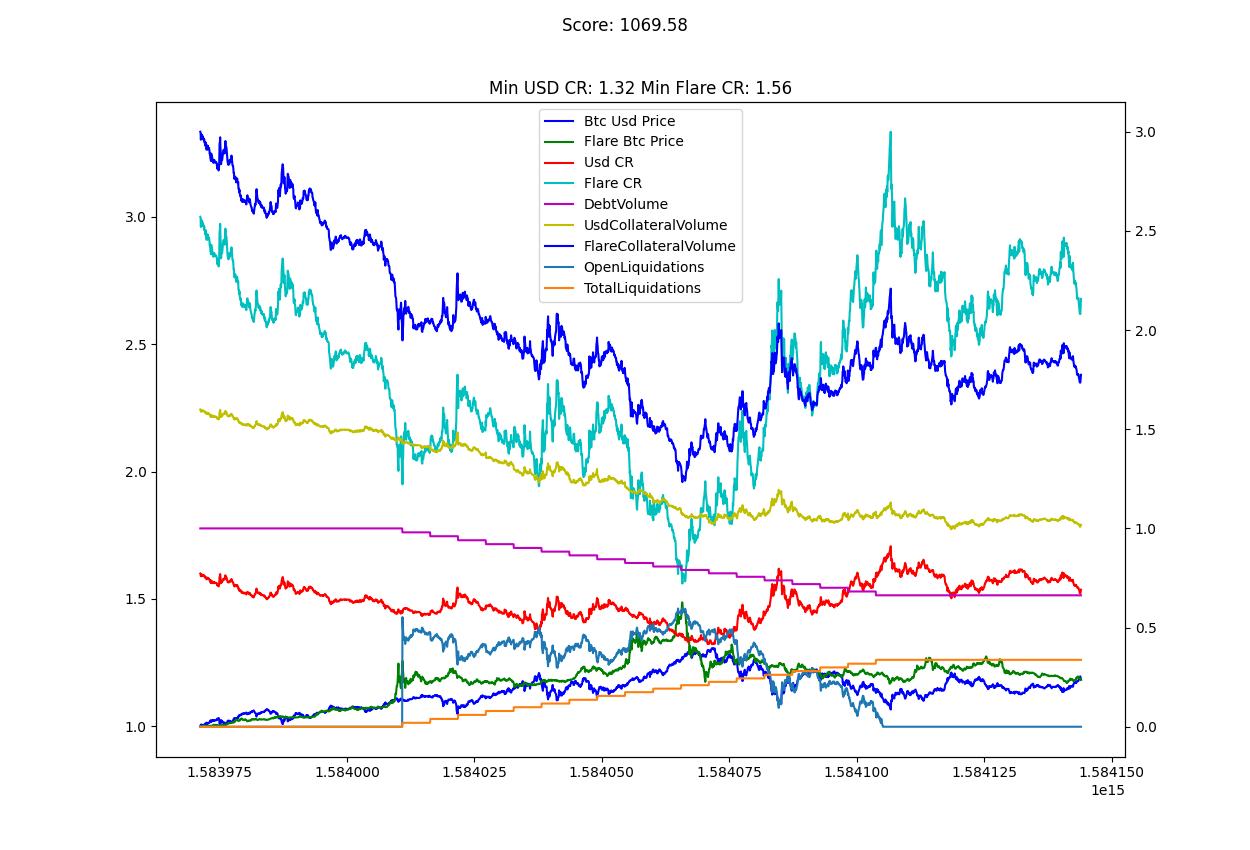 Score: 1069.58
Min USD CR: 1.32 Min Flare CR: 1.56
Btc Usd Price
Flare Btc Price
Usd CR
Flare CR
DebtVolume
UsdCollateralVolume
FlareCollateralVolume
OpenLiquidations
TotalLiquidations
3.0
2.5
2.0
1.5
1.0
3.0
2.5
2.0
1.5
1.0
0.5
0.0
1.583975 1.584000 1.584025 1.584050 1.584075 1.584100 1.584125 1.584150
1e15